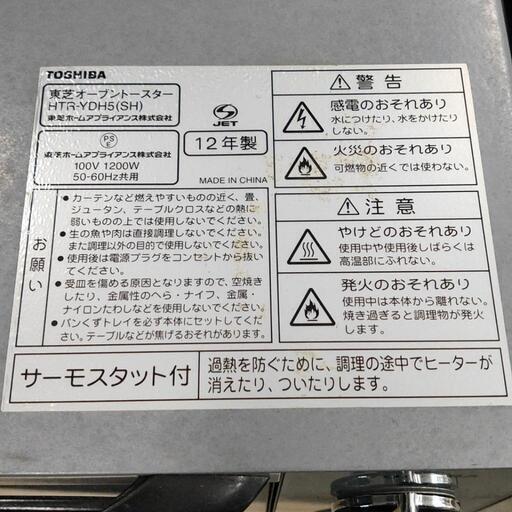 TOSHIBA
東芝オーブントースター
HTR-YDH5(SH)
東芝ホームアプライアンス株式会社
PS
E
東芝ホームアプライアンス株式会社
100V 1200W
50-60Hz共用
S
JET
12年製
MADE IN CHINA
お願い
●カーテンなど燃えやすいものの近く、畳、
ジュータン、テーブルクロスなどの熱に
弱いものの上では使用しないでください。
●生の魚や肉は直接調理しないでください。
また調理以外の目的で使用しないでください。
●使用後は電源プラグをコンセントから抜い
てください。
●受皿を傷める原因となりますので、空焼き
したり、金属性のへら・ナイフ、金属・
ナイロンたわしなどを使用しないでください。
●パンくずトレイを必ず本体にセットしてくだ
さい。テーブルなどが焦げるおそれがあります。
警告
感電のおそれあり
水につけたり、水をかけたり
しない。
火災のおそれあり
可燃物の近くでは使わない。
注意
やけどのおそれあり
使用中や使用後しばらくは
高温部にふれない。
発火のおそれあり
使用中は本体から離れない。
焼き過ぎると調理物が発火
します。
サーモスタット付
過熱を防ぐために、調理の途中でヒーターが
消えたり、ついたりします。